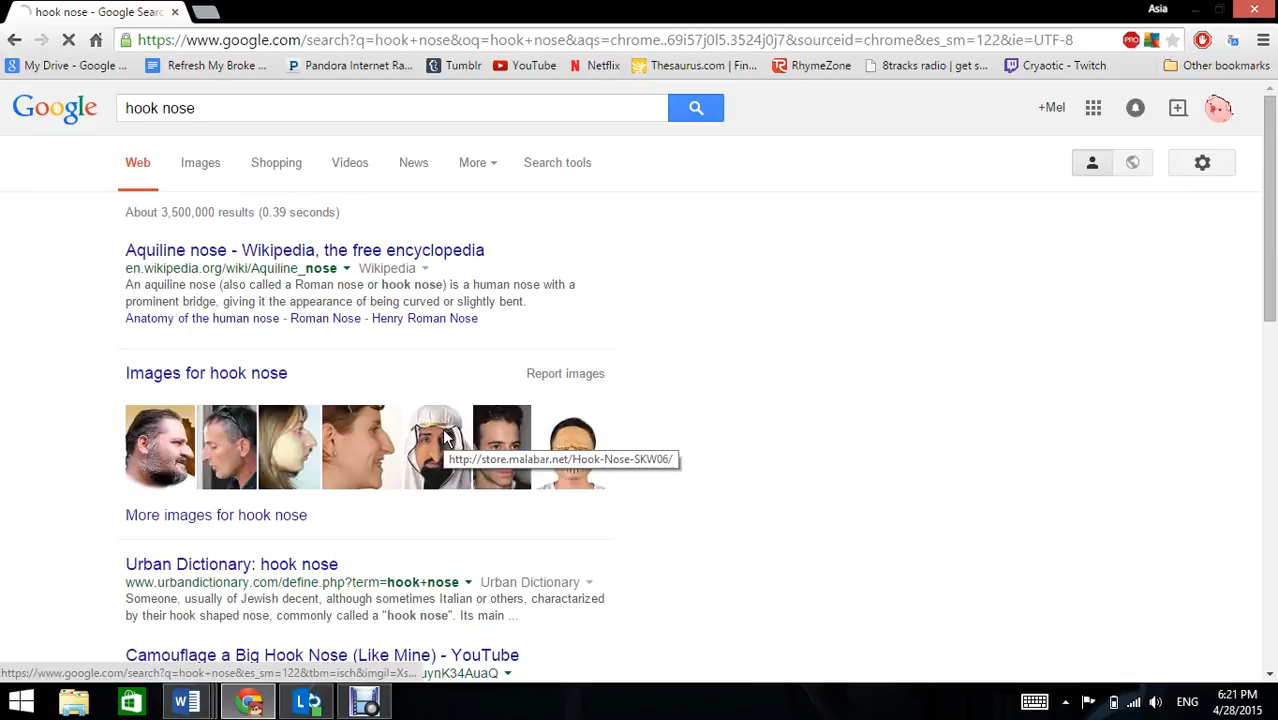 hook nose - Google Searc
Asia
https://www.google.com/search?q=hook+nose&oq=hook+nose&aqs=chrome..69i57j0l5.3524j0j7&sourceid=chrome&es_sm=122&ie=UTF-8
PRO
My Drive - Google ... Refresh My Broke ... Pandora Internet Ra... Tumblr YouTube Netflix Thesaurus.com | Fin... RhymeZone 8tracks radio | get s... Cryaotic - Twitch Other bookmarks
Google hook nose +Mel
Web Images Shopping Videos News More Search tools
About 3,500,000 results (0.39 seconds)
Aquiline nose - Wikipedia, the free encyclopedia
en.wikipedia.org/wiki/Aquiline_nose Wikipedia
An aquiline nose (also called a Roman nose or hook nose) is a human nose with a
prominent bridge, giving it the appearance of being curved or slightly bent.
Anatomy of the human nose - Roman Nose - Henry Roman Nose
Images for hook nose Report images
http://store.malabar.net/Hook-Nose-SKW06/
More images for hook nose
Urban Dictionary: hook nose
www.urbandictionary.com/define.php?term=hook+nose Urban Dictionary
Someone, usually of Jewish decent, although sometimes Italian or others, charactarized
by their hook shaped nose, commonly called a "hook nose". Its main ...
Camouflage a Big Hook Nose (Like Mine) - YouTube
https://www.google.com/search?q=hook+nose&es_sm=122&tbm=isch&imgil=Xs... uynK34AuaQ
ENG
6:21 PM
4/28/2015